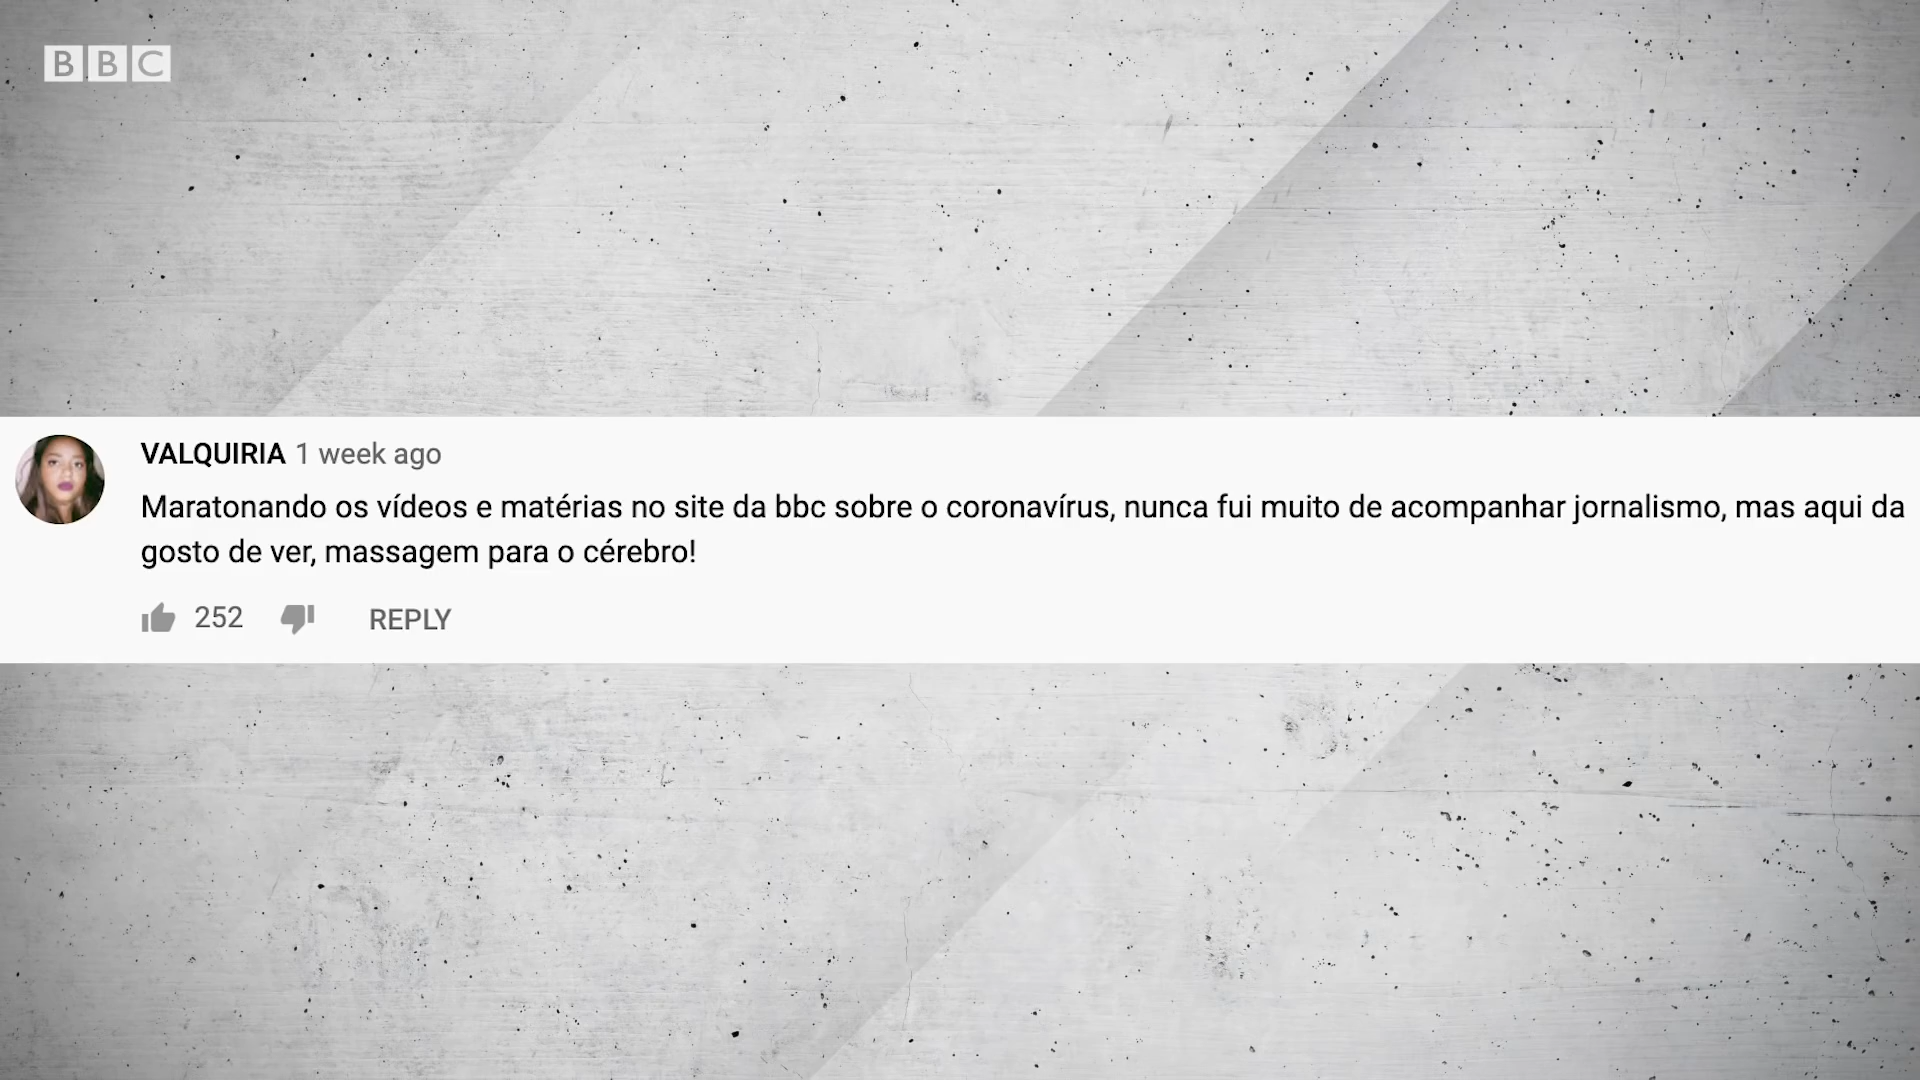 BBC
VALQUIRIA 1 week ago
Maratonando os vídeos e matérias no site da bbc sobre o coronavírus, nunca fui muito de acompanhar jornalismo, mas aqui da
gosto de ver, massagem para o cérebro!
252 REPLY